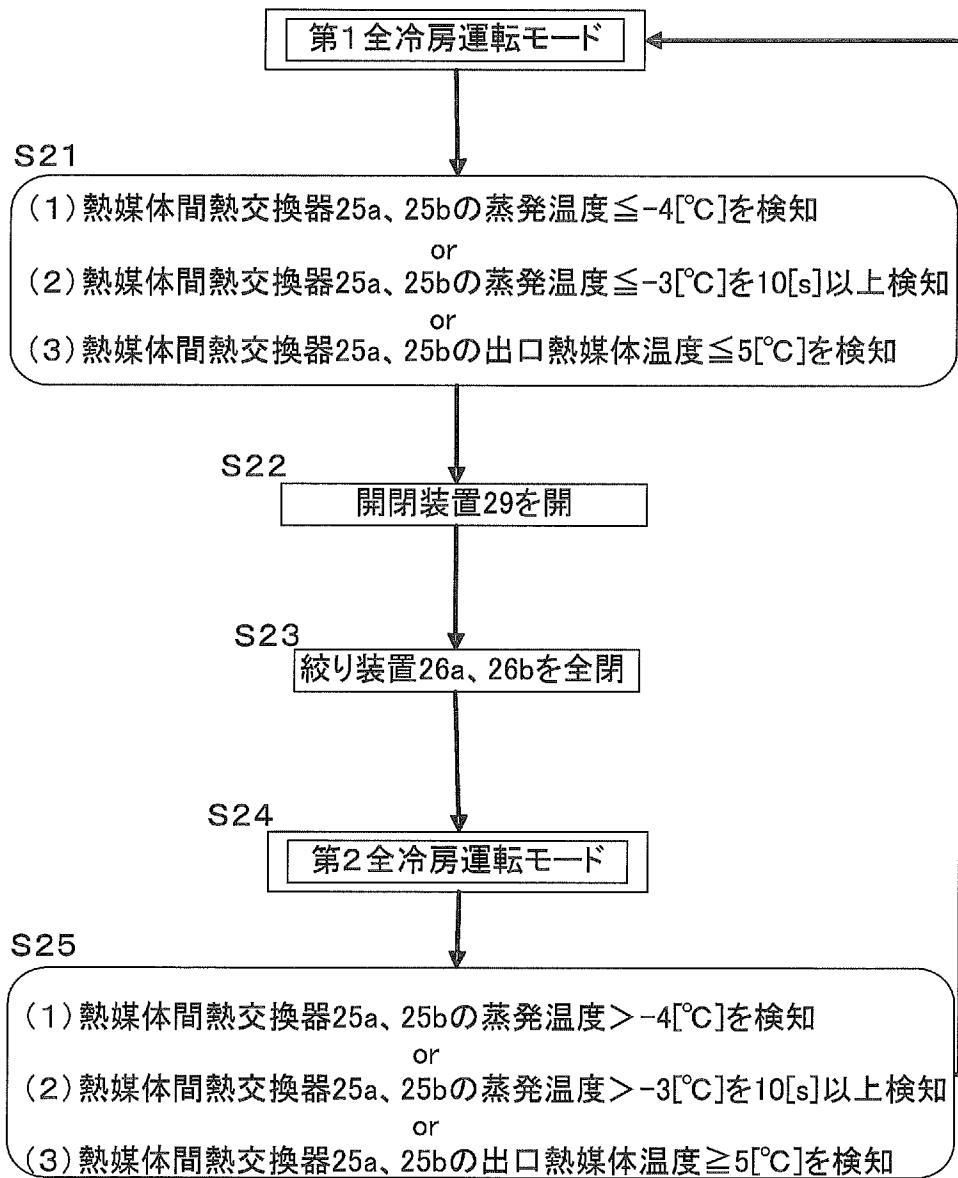 第1全冷房運転モード
S21
(1)熱媒体間熱交換器25a、25bの蒸発温度≦-4[℃]を検知
or
(2)熱媒体間熱交換器25a、25bの蒸発温度≦-3[℃]を10[s]以上検知
or
(3)熱媒体間熱交換器25a、25bの出口熱媒体温度≦5[℃]を検知
S22
開閉装置29を開
S23
絞り装置26a、26bを全閉
S24
第2全冷房運転モード
S25
(1)熱媒体間熱交換器25a、25bの蒸発温度>-4[℃]を検知
or
(2)熱媒体間熱交換器25a、25bの蒸発温度>-3[℃]を10[s]以上検知
or
(3)熱媒体間熱交換器25a、25bの出口熱媒体温度≧5[℃]を検知